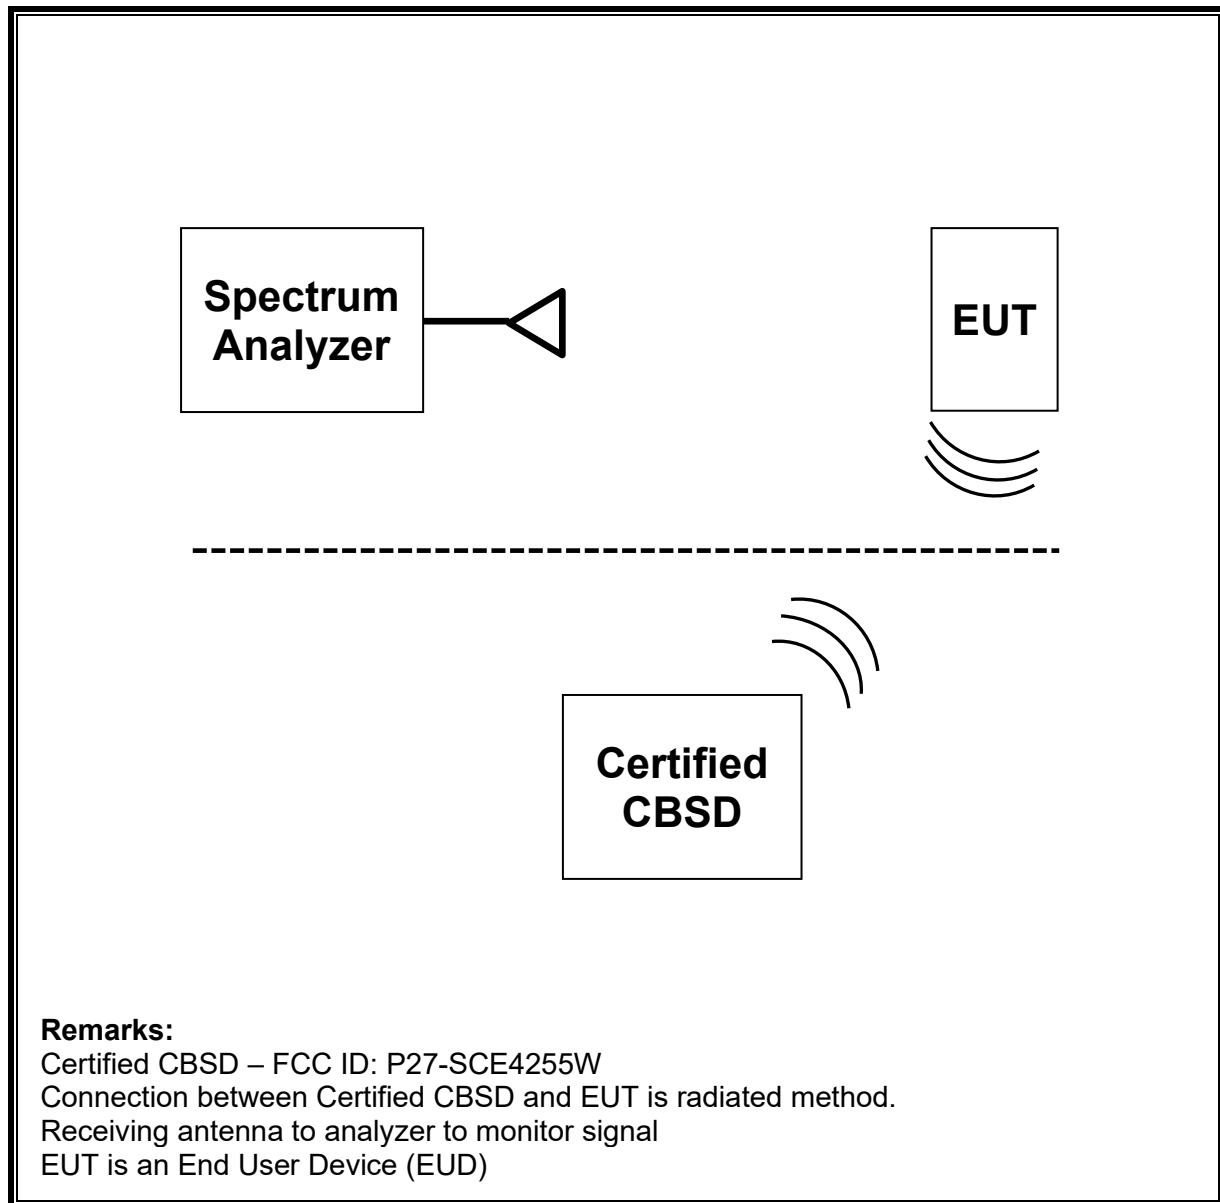 Spectrum
Analyzer
EUT
Certified
CBSD
Remarks:
Certified CBSD – FCC ID: P27-SCE4255W
Connection between Certified CBSD and EUT is radiated method.
Receiving antenna to analyzer to monitor signal
EUT is an End User Device (EUD)